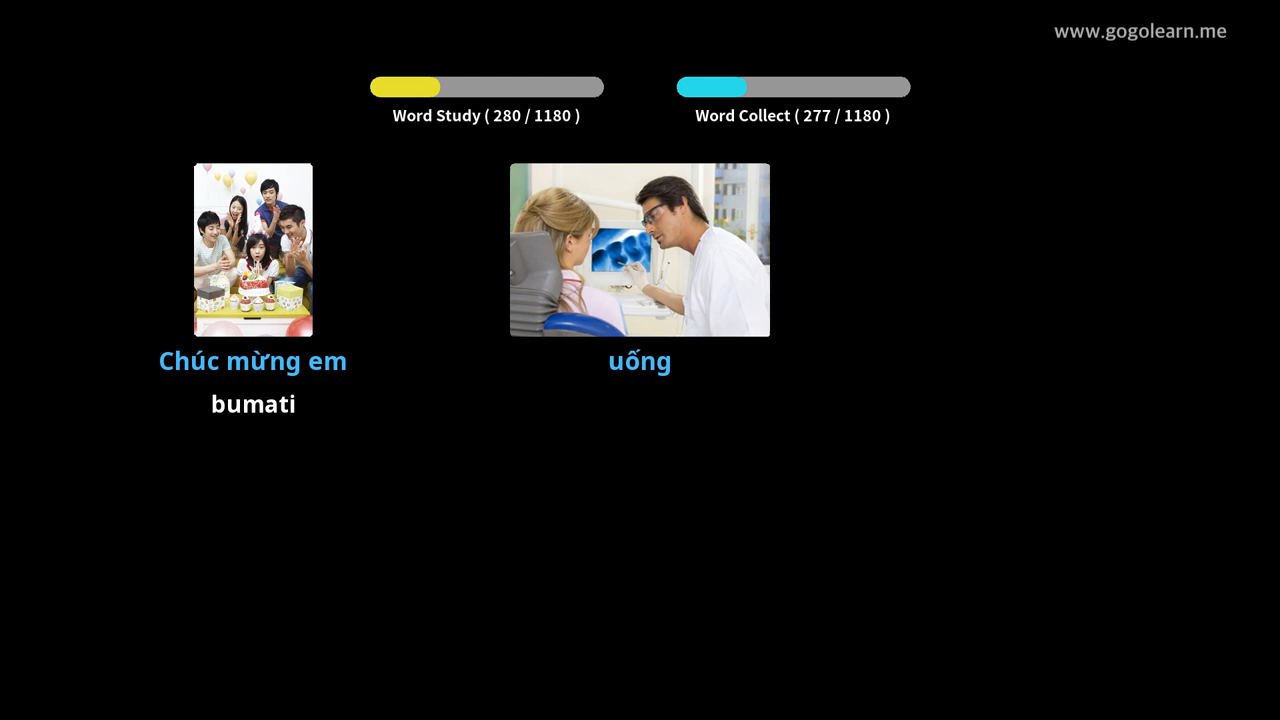 www.gogolearn.me
Word Study ( 280 / 1180 )
Word Collect ( 277 / 1180 )
Chúc mừng em
bumati
uống